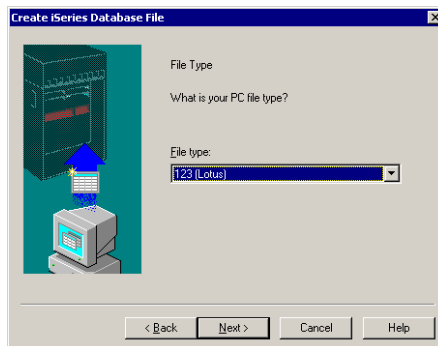 Create iSeries Database File
File Type
What is your PC file type?
File type:
123 (Lotus)
< Back Next > Cancel Help